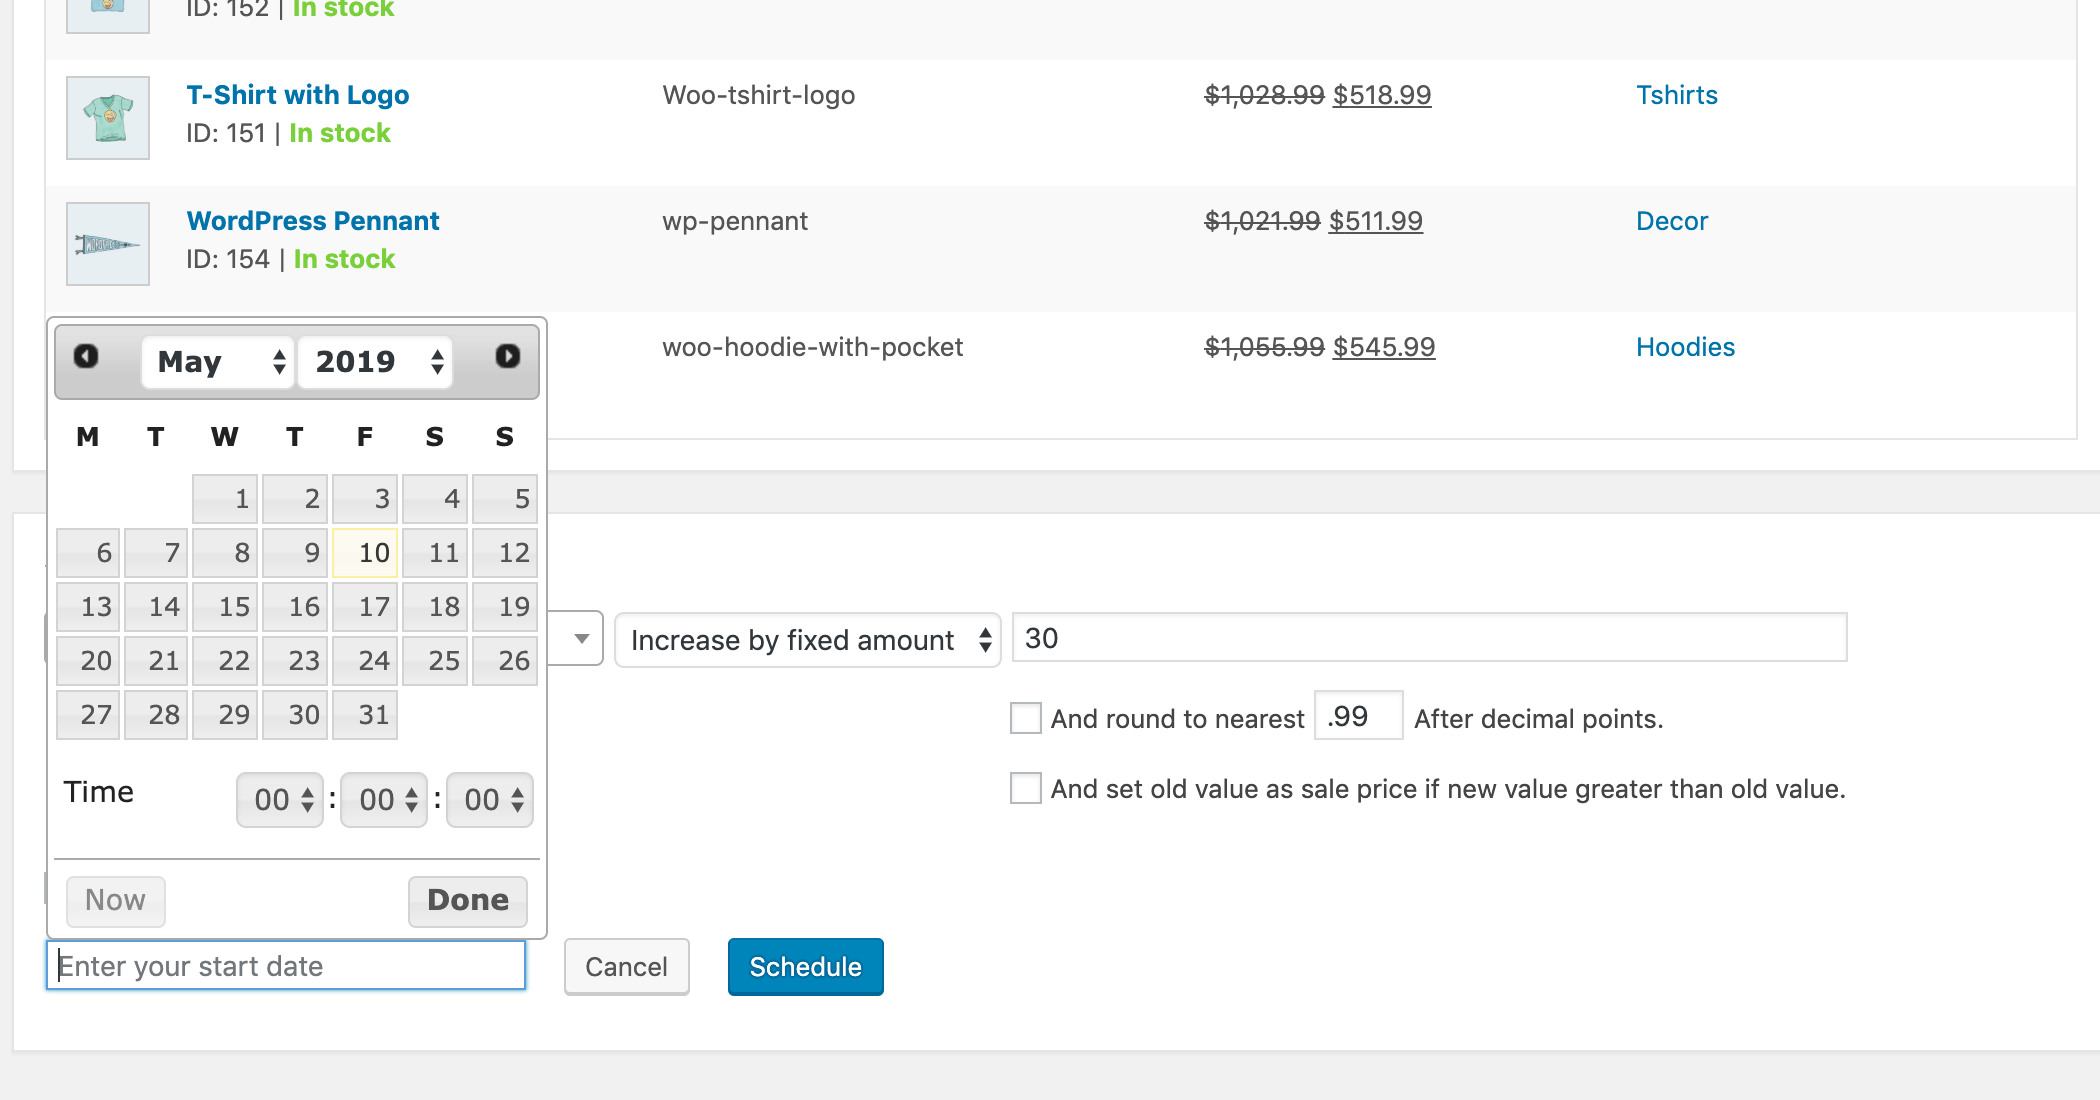 ID: 152 | In stock
T-Shirt with Logo Woo-tshirt-logo $1,028.99 $518.99 Tshirts
ID: 151 | In stock
WordPress Pennant wp-pennant $1,021.99 $511.99 Decor
ID: 154 | In stock
woo-hoodie-with-pocket $1,055.99 $545.99 Hoodies
May 2019
M T W T F S S
1 2 3 4 5
6 7 8 9 10 11 12
13 14 15 16 17 18 19
20 21 22 23 24 25 26
27 28 29 30 31
Time 00 : 00 : 00
Now Done
Increase by fixed amount 30
And round to nearest .99 After decimal points.
And set old value as sale price if new value greater than old value.
Enter your start date Cancel Schedule